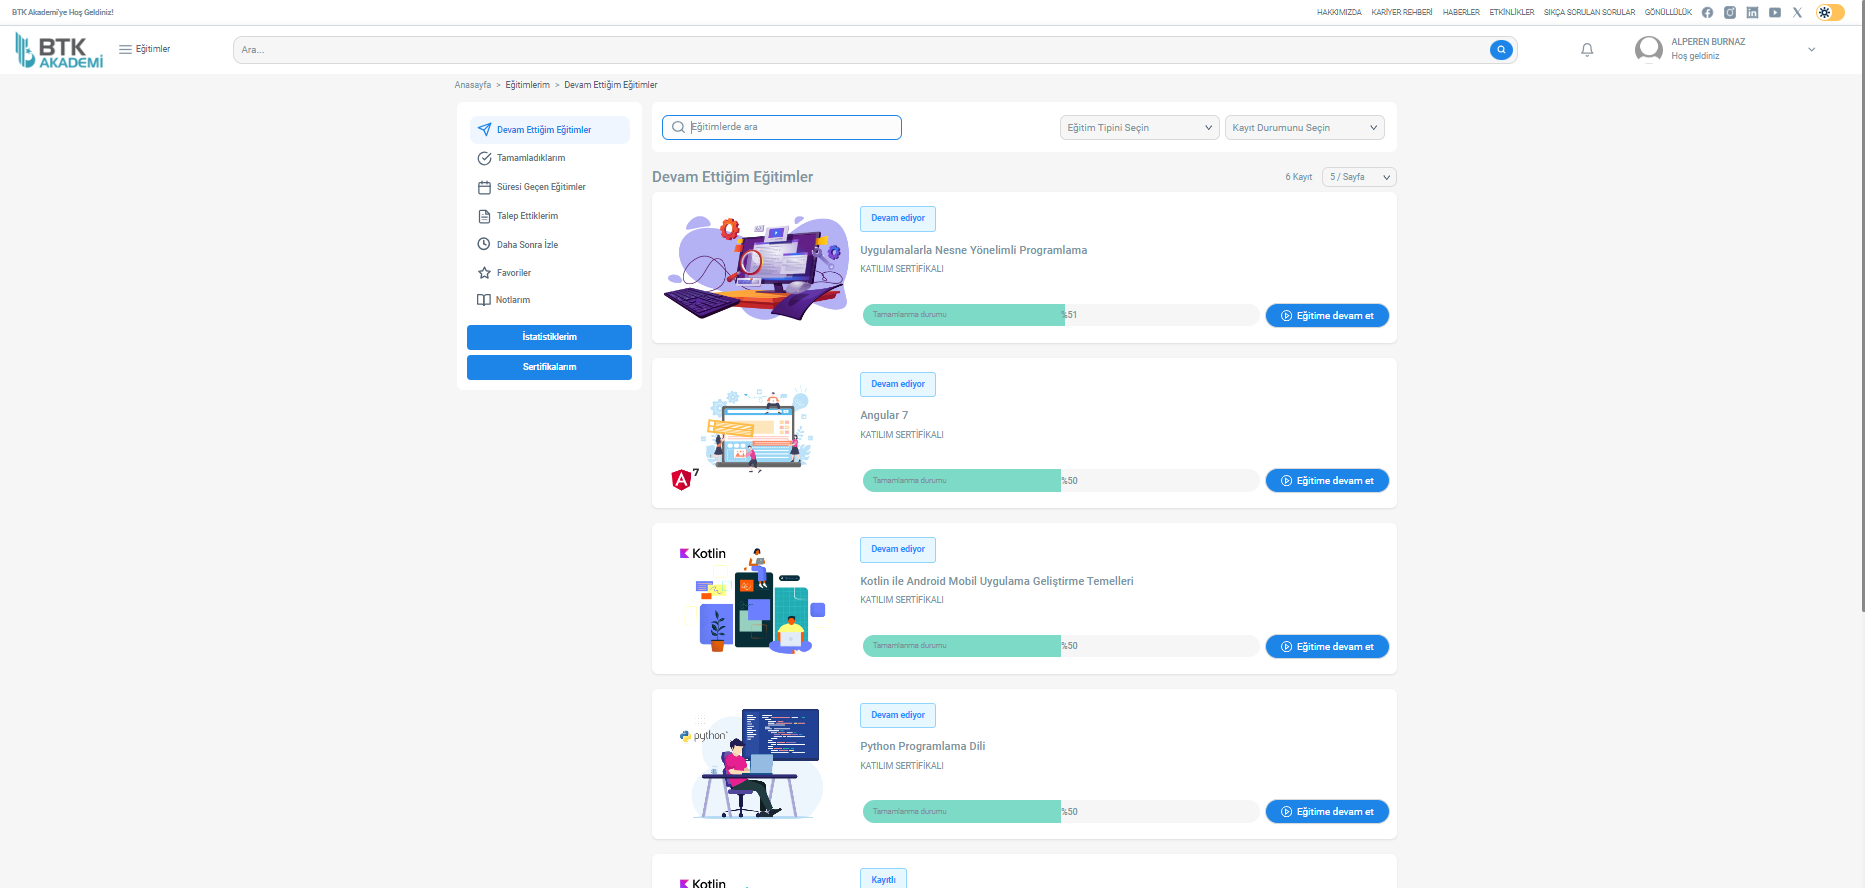 BTK Akademi'ye Hoş Geldiniz!
HAKKIMIZDA KARİYER REHBERİ HABERLER ETKİNLİKLER SIKÇA SORULAN SORULAR GÖNÜLLÜLÜK
BTK AKADEMİ
Eğitimler
Ara...
ALPEREN BURNAZ
Hoş geldiniz
Anasayfa > Eğitimlerim > Devam Ettiğim Eğitimler
Devam Ettiğim Eğitimler
Tamamladıklarım
Süresi Geçen Eğitimler
Talep Ettiklerim
Daha Sonra İzle
Favoriler
Notlarım
İstatistiklerim
Sertifikalarım
Eğitimlerde ara
Eğitim Tipini Seçin
Kayıt Durumunu Seçin
Devam Ettiğim Eğitimler
6 Kayıt
5 / Sayfa
Devam ediyor
Uygulamalarla Nesne Yönelimli Programlama
KATILIM SERTİFİKALI
Tamamlanma durumu %51
Eğitime devam et
7
Devam ediyor
Angular 7
KATILIM SERTİFİKALI
Tamamlanma durumu %50
Eğitime devam et
Kotlin
Devam ediyor
Kotlin ile Android Mobil Uygulama Geliştirme Temelleri
KATILIM SERTİFİKALI
Tamamlanma durumu %50
Eğitime devam et
python
Devam ediyor
Python Programlama Dili
KATILIM SERTİFİKALI
Tamamlanma durumu %50
Eğitime devam et
Kotlin
Kayıtlı